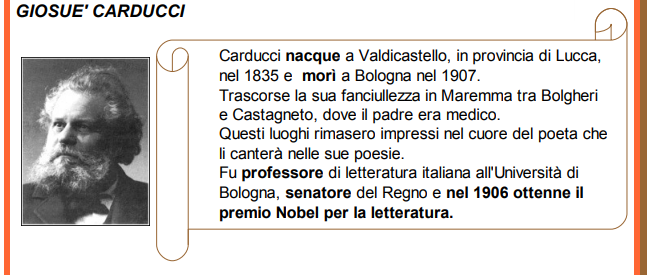 GIOSUE' CARDUCCI
Carducci nacque a Valdicastello, in provincia di Lucca,
nel 1835 e morì a Bologna nel 1907.
Trascorse la sua fanciullezza in Maremma tra Bolgheri
e Castagneto, dove il padre era medico.
Questi luoghi rimasero impressi nel cuore del poeta che
li canterà nelle sue poesie.
Fu professore di letteratura italiana all'Università di
Bologna, senatore del Regno e nel 1906 ottenne il
premio Nobel per la letteratura.